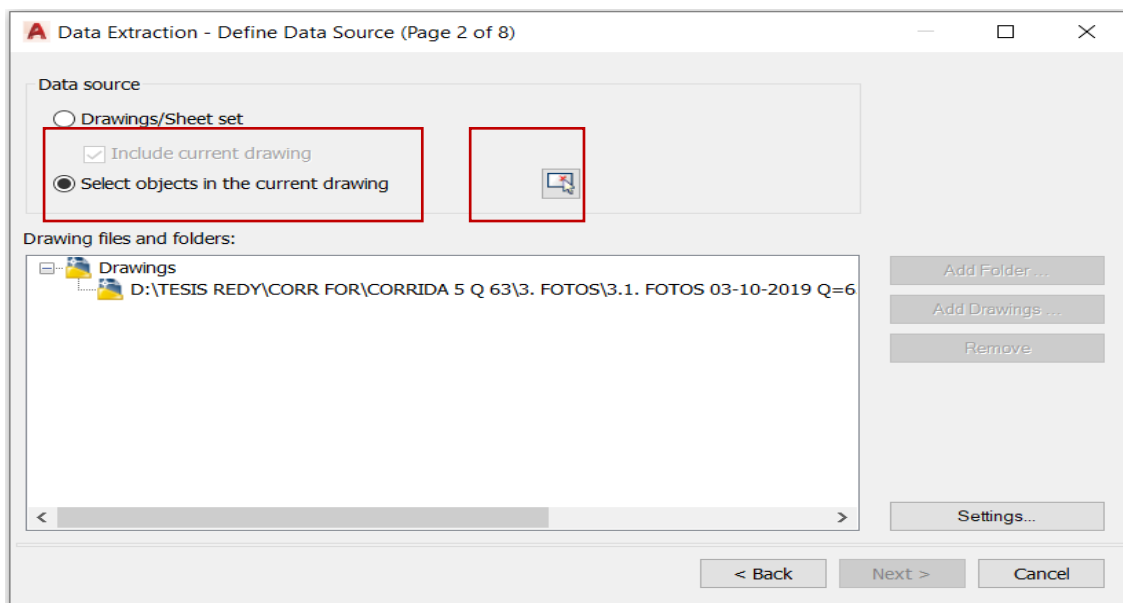 Data Extraction - Define Data Source (Page 2 of 8)
Data source
Drawings/Sheet set
Include current drawing
Select objects in the current drawing
Drawing files and folders:
Drawings
D:\TESIS REDY\CORR FOR\CORRIDA 5 Q 63\3. FOTOS\3.1. FOTOS 03-10-2019 Q=6
Add Folder ...
Add Drawings ...
Remove
Settings...
< Back
Next >
Cancel